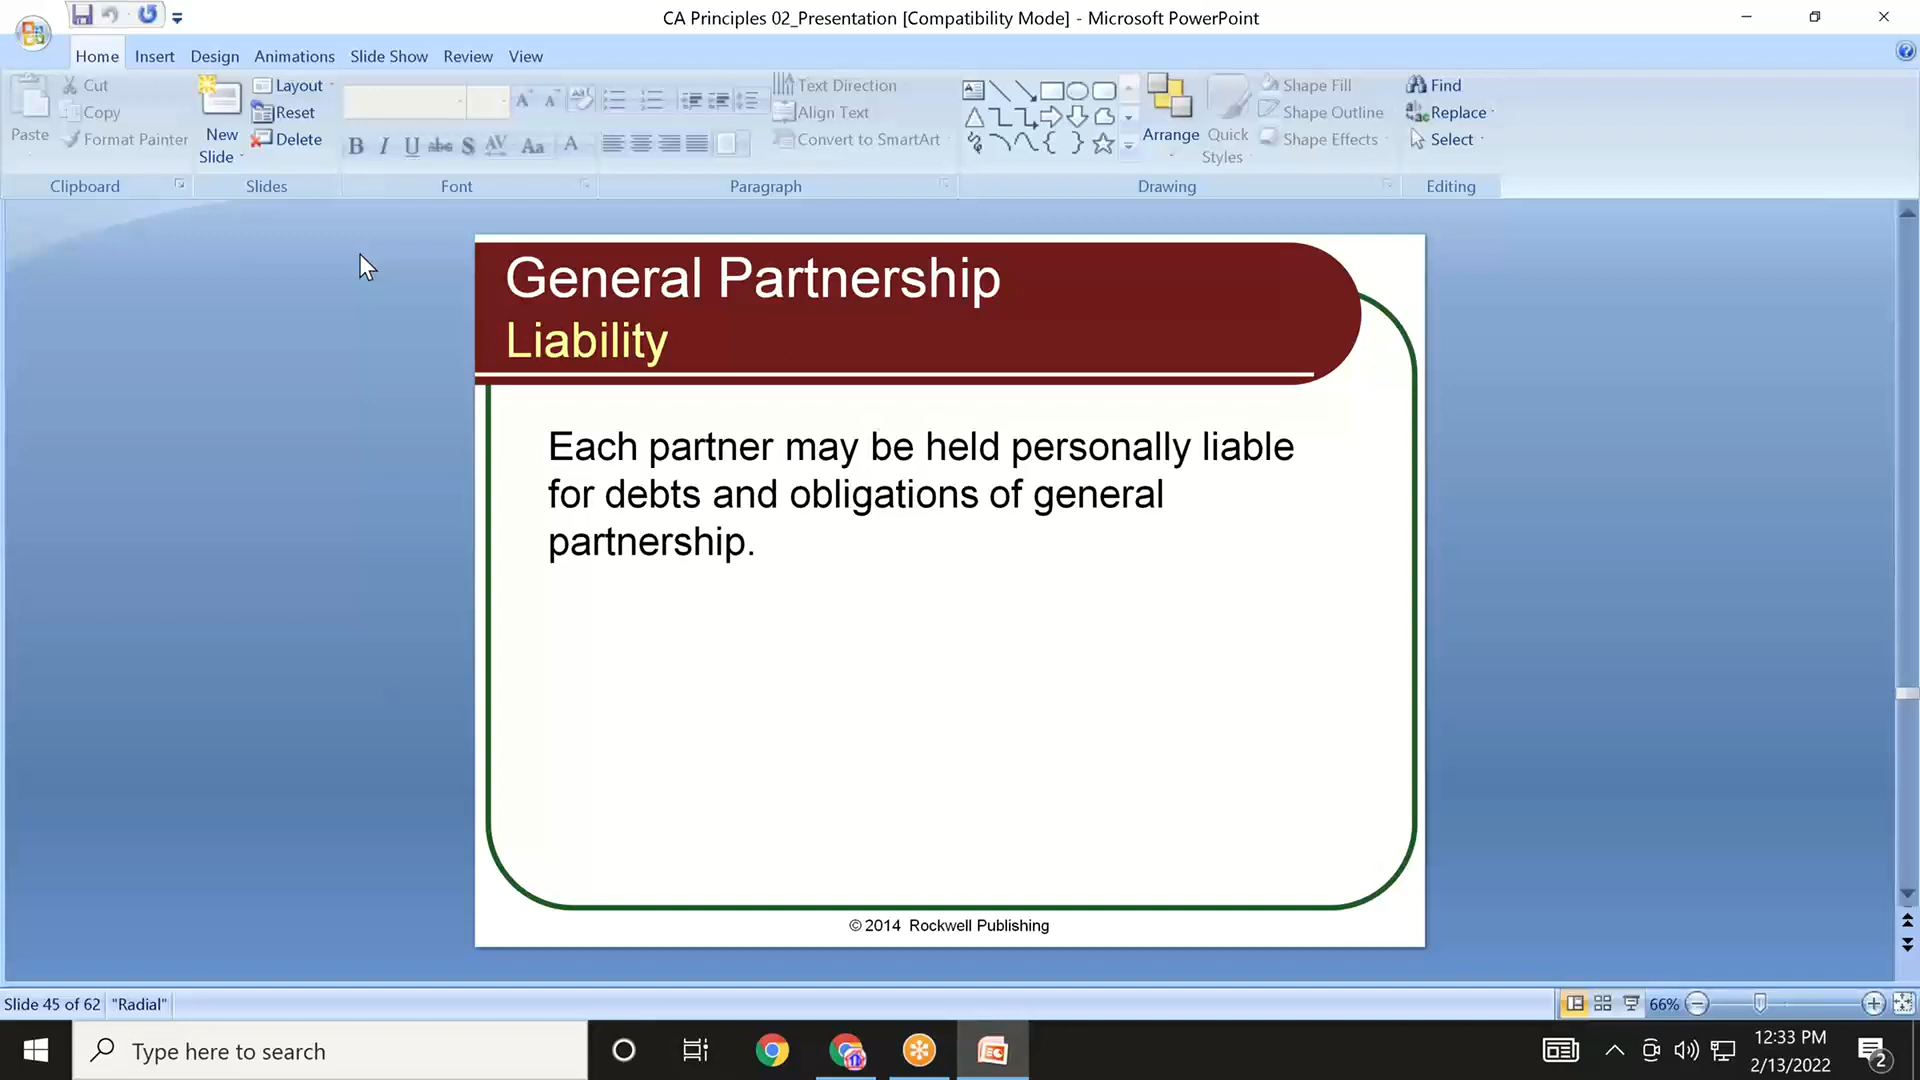 CA Principles 02_Presentation [Compatibility Mode] - Microsoft PowerPoint
Home Insert Design Animations Slide Show Review View
Paste
Cut
Copy
Format Painter
Clipboard
New
Slide
Layout
Reset
Delete
Slides
B I U abc S AV Aa A
Font
Text Direction
Align Text
Convert to SmartArt
Paragraph
Arrange
Quick
Styles
Shape Fill
Shape Outline
Shape Effects
Drawing
Find
Replace
Select
Editing
General Partnership
Liability
Each partner may be held personally liable
for debts and obligations of general
partnership.
© 2014 Rockwell Publishing
Slide 45 of 62 "Radial" 66%
Type here to search
12:33 PM
2/13/2022
2